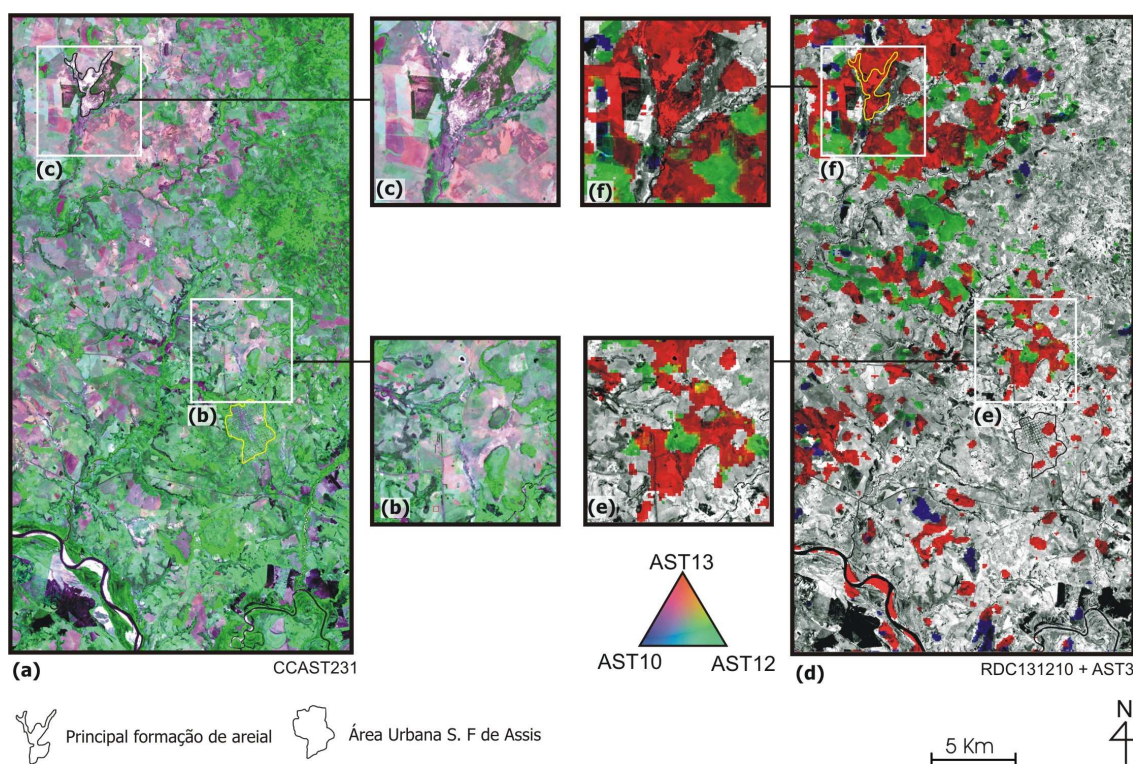 (c)
(b)
(a)
CCAST231
(c)
(f)
(b)
(e)
AST13
AST10
AST12
(f)
(e)
(d)
RDC131210 + AST3
Principal formação de areial
Área Urbana S. F de Assis
5 Km
N